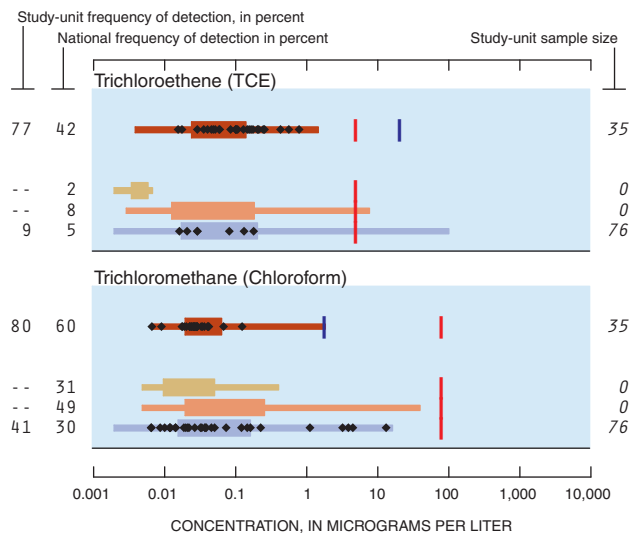 Study-unit frequency of detection, in percent
National frequency of detection in percent
Study-unit sample size
Trichloroethene (TCE)
77 42 35
-- 2 0
-- 8 0
9 5 76
Trichloromethane (Chloroform)
80 60 35
-- 31 0
-- 49 0
41 30 76
0.001 0.01 0.1 1 10 100 1,000 10,000
CONCENTRATION, IN MICROGRAMS PER LITER